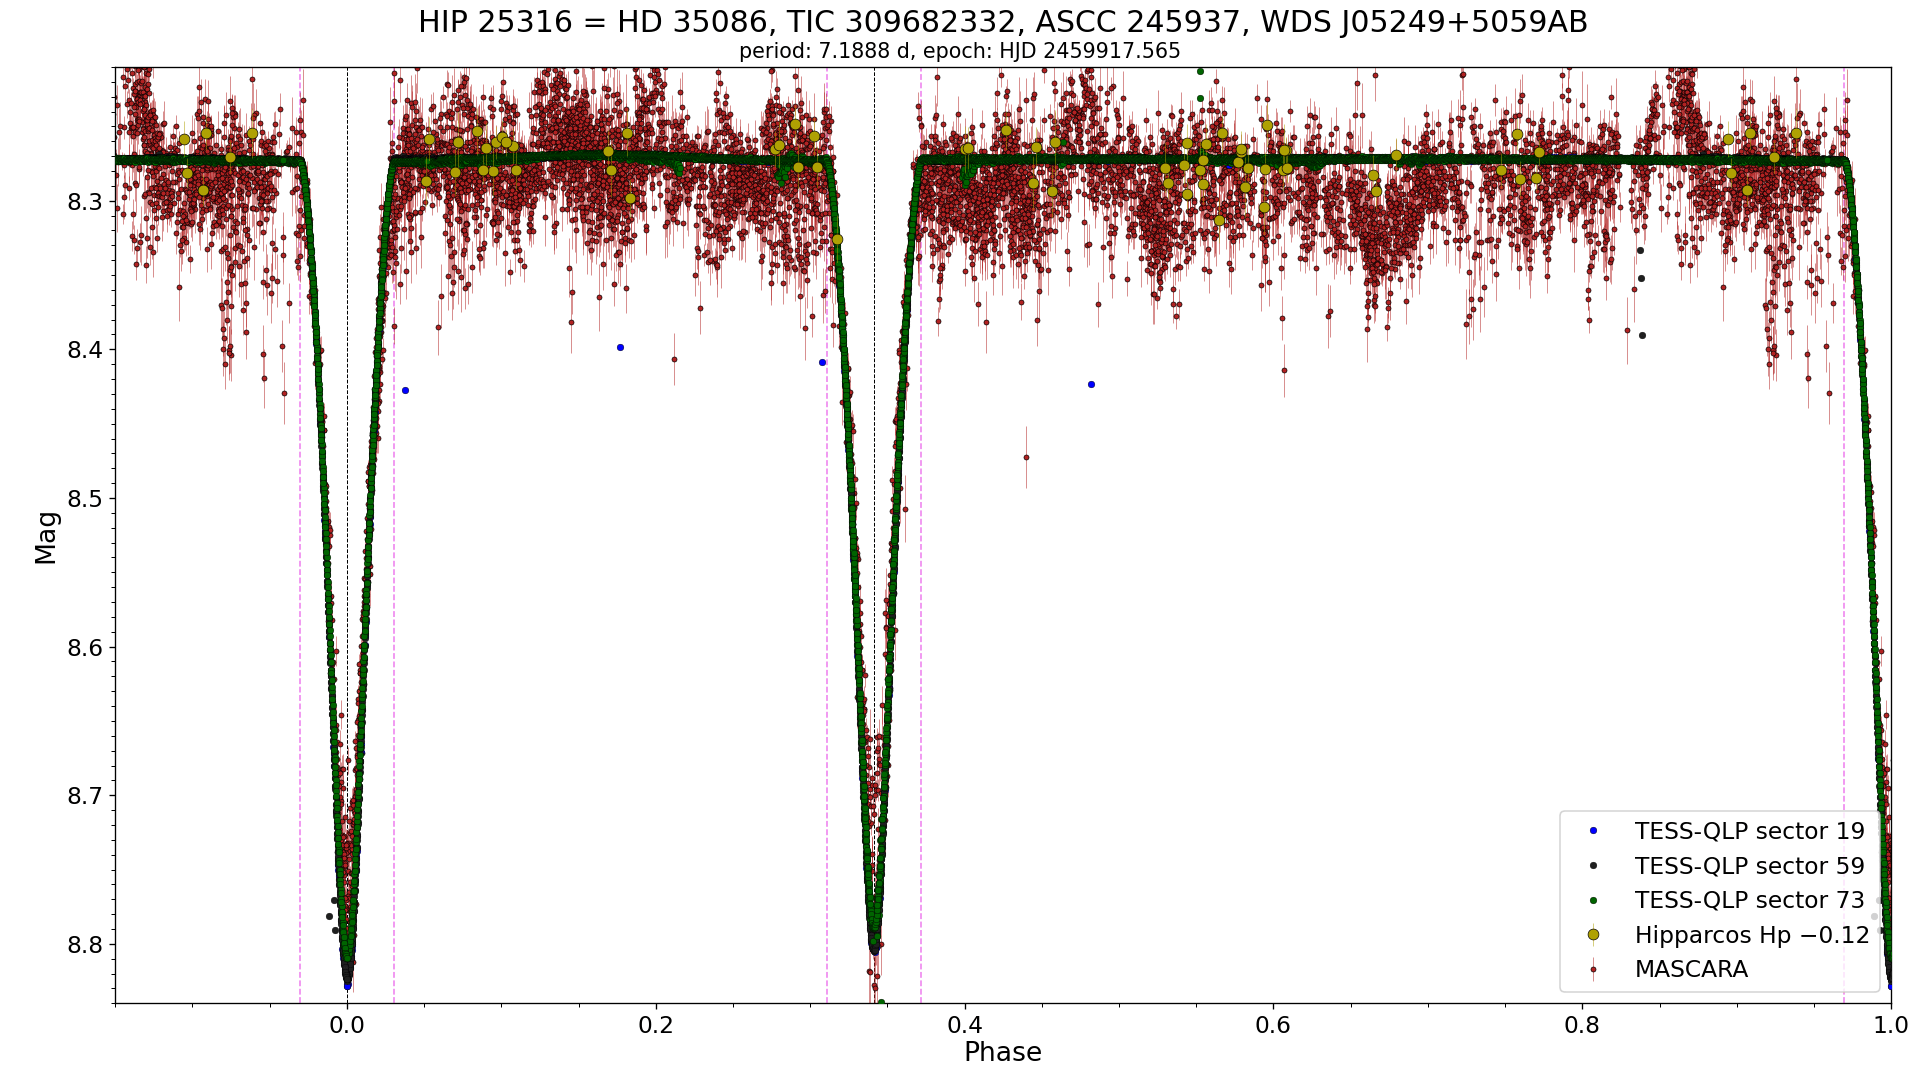 HIP 25316 = HD 35086, TIC 309682332, ASCC 245937, WDS J05249+5059AB
period: 7.1888 d, epoch: HJD 2459917.565
Mag
8.3
8.4
8.5
8.6
8.7
8.8
TESS-QLP sector 19
TESS-QLP sector 59
TESS-QLP sector 73
Hipparcos Hp −0.12
MASCARA
0.0 0.2 0.4 0.6 0.8 1.0
Phase